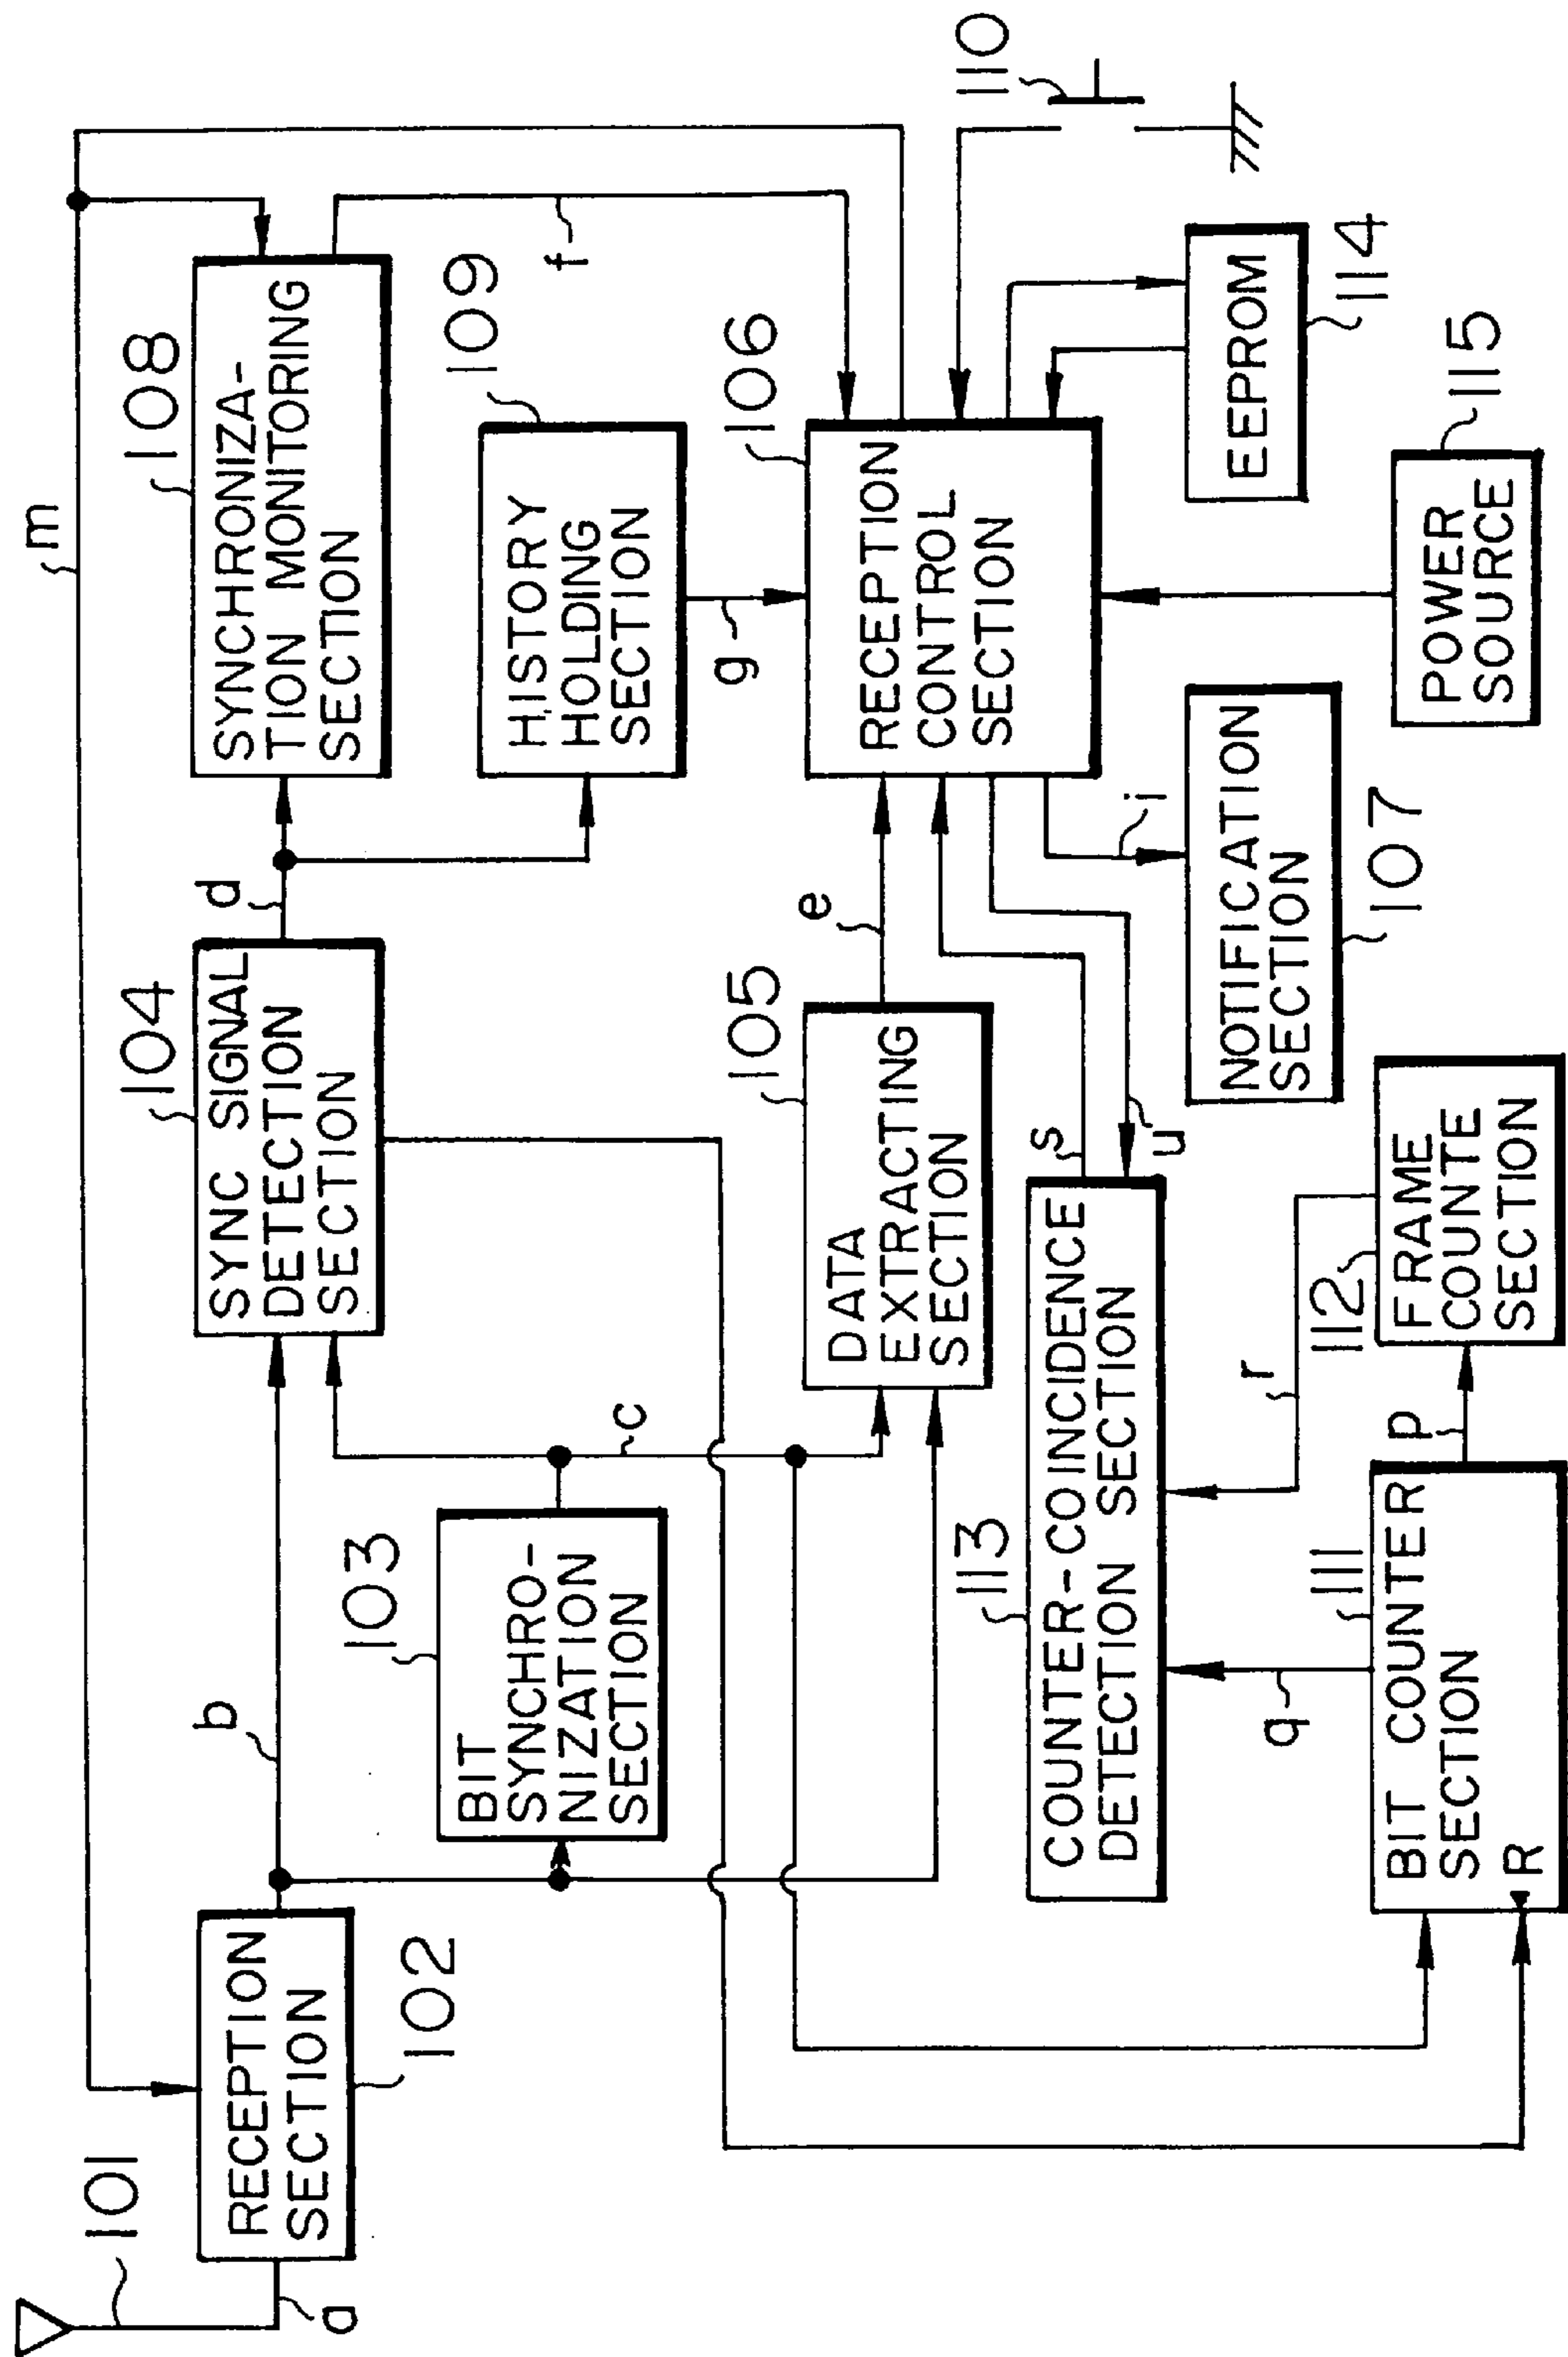 101
a
RECEPTION
SECTION
102
m
b
103
BIT
SYNCHRO-
NIZATION
SECTION
c
104
SYNC SIGNAL
DETECTION
SECTION
d
108
SYNCHRONIZA-
TION MONITORING
SECTION
f
109
HISTORY
HOLDING
SECTION
g
105
DATA
EXTRACTING
SECTION
e
106
RECEPTION
CONTROL
SECTION
110
113
COUNTER-COINCIDENCE
DETECTION SECTION
s
u
i
NOTIFICATION
SECTION
107
EEPROM
114
q
r
111
BIT COUNTER
SECTION
R
p
112
FRAME
COUNTE
SECTION
POWER
SOURCE
115